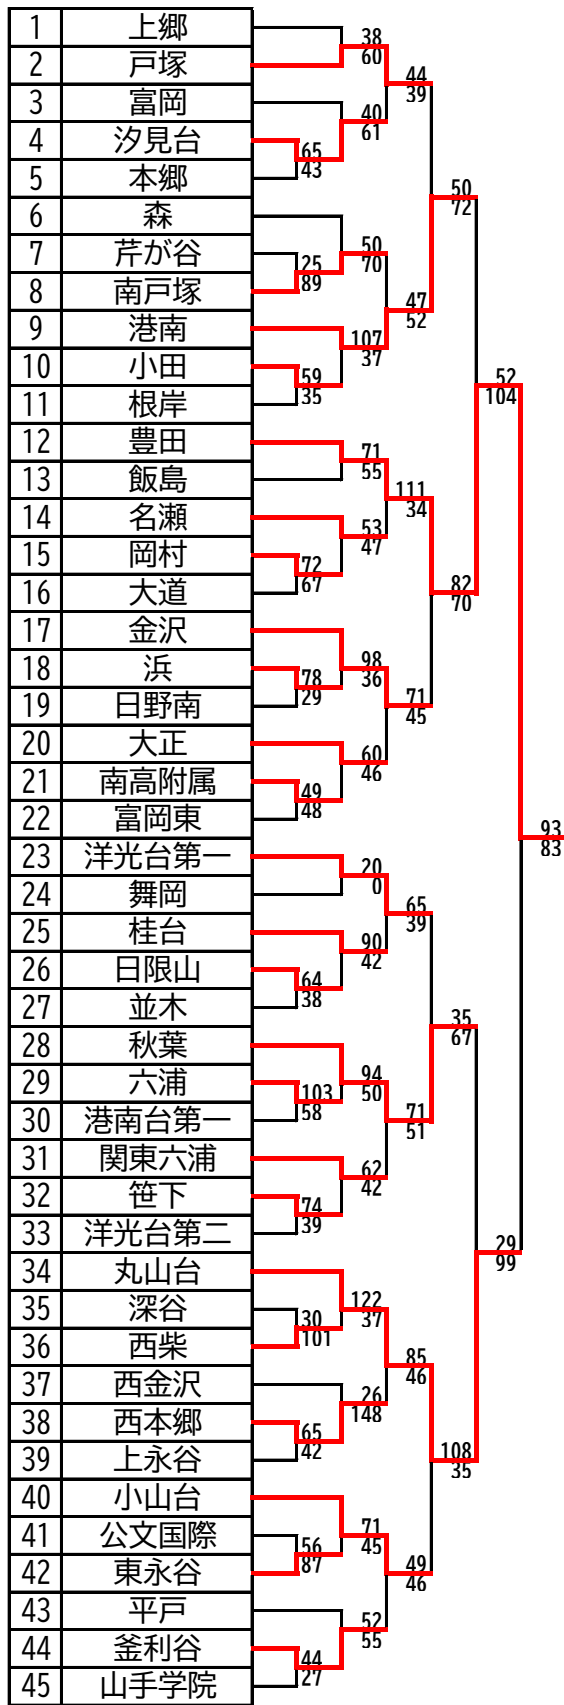 1 上郷
38
2 戸塚
60
44
3 富岡
39
40
4 汐見台
61
65
5 本郷
43
50
6 森
72
50
7 芹が谷
25
70
8 南戸塚
89
47
9 港南
52
107
10 小田
37
59
52
11 根岸
35
104
12 豊田
71
13 飯島
55
111
14 名瀬
34
53
15 岡村
47
72
16 大道
67
82
70
17 金沢
98
18 浜
36
78
19 日野南
29
71
45
20 大正
60
21 南高附属
46
49
22 富岡東
48
93
23 洋光台第一
83
20
24 舞岡
0
65
25 桂台
39
90
26 日限山
42
64
27 並木
38
35
28 秋葉
67
94
29 六浦
50
103
30 港南台第一
58
71
51
31 関東六浦
62
32 笹下
42
74
33 洋光台第二
39
29
34 丸山台
99
122
35 深谷
30
37
36 西柴
101
85
37 西金沢
46
26
38 西本郷
148
65
39 上永谷
42
108
35
40 小山台
71
41 公文国際
45
56
42 東永谷
87
49
46
43 平戸
52
44 釜利谷
55
44
45 山手学院
27